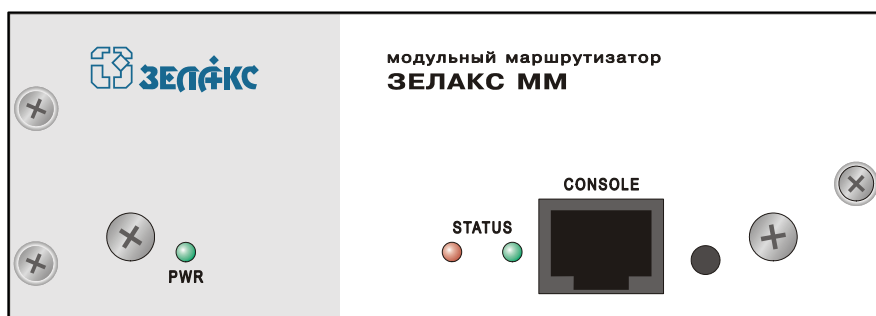 ЗЕЛАКС
модульный маршрутизатор
ЗЕЛАКС ММ
CONSOLE
STATUS
PWR